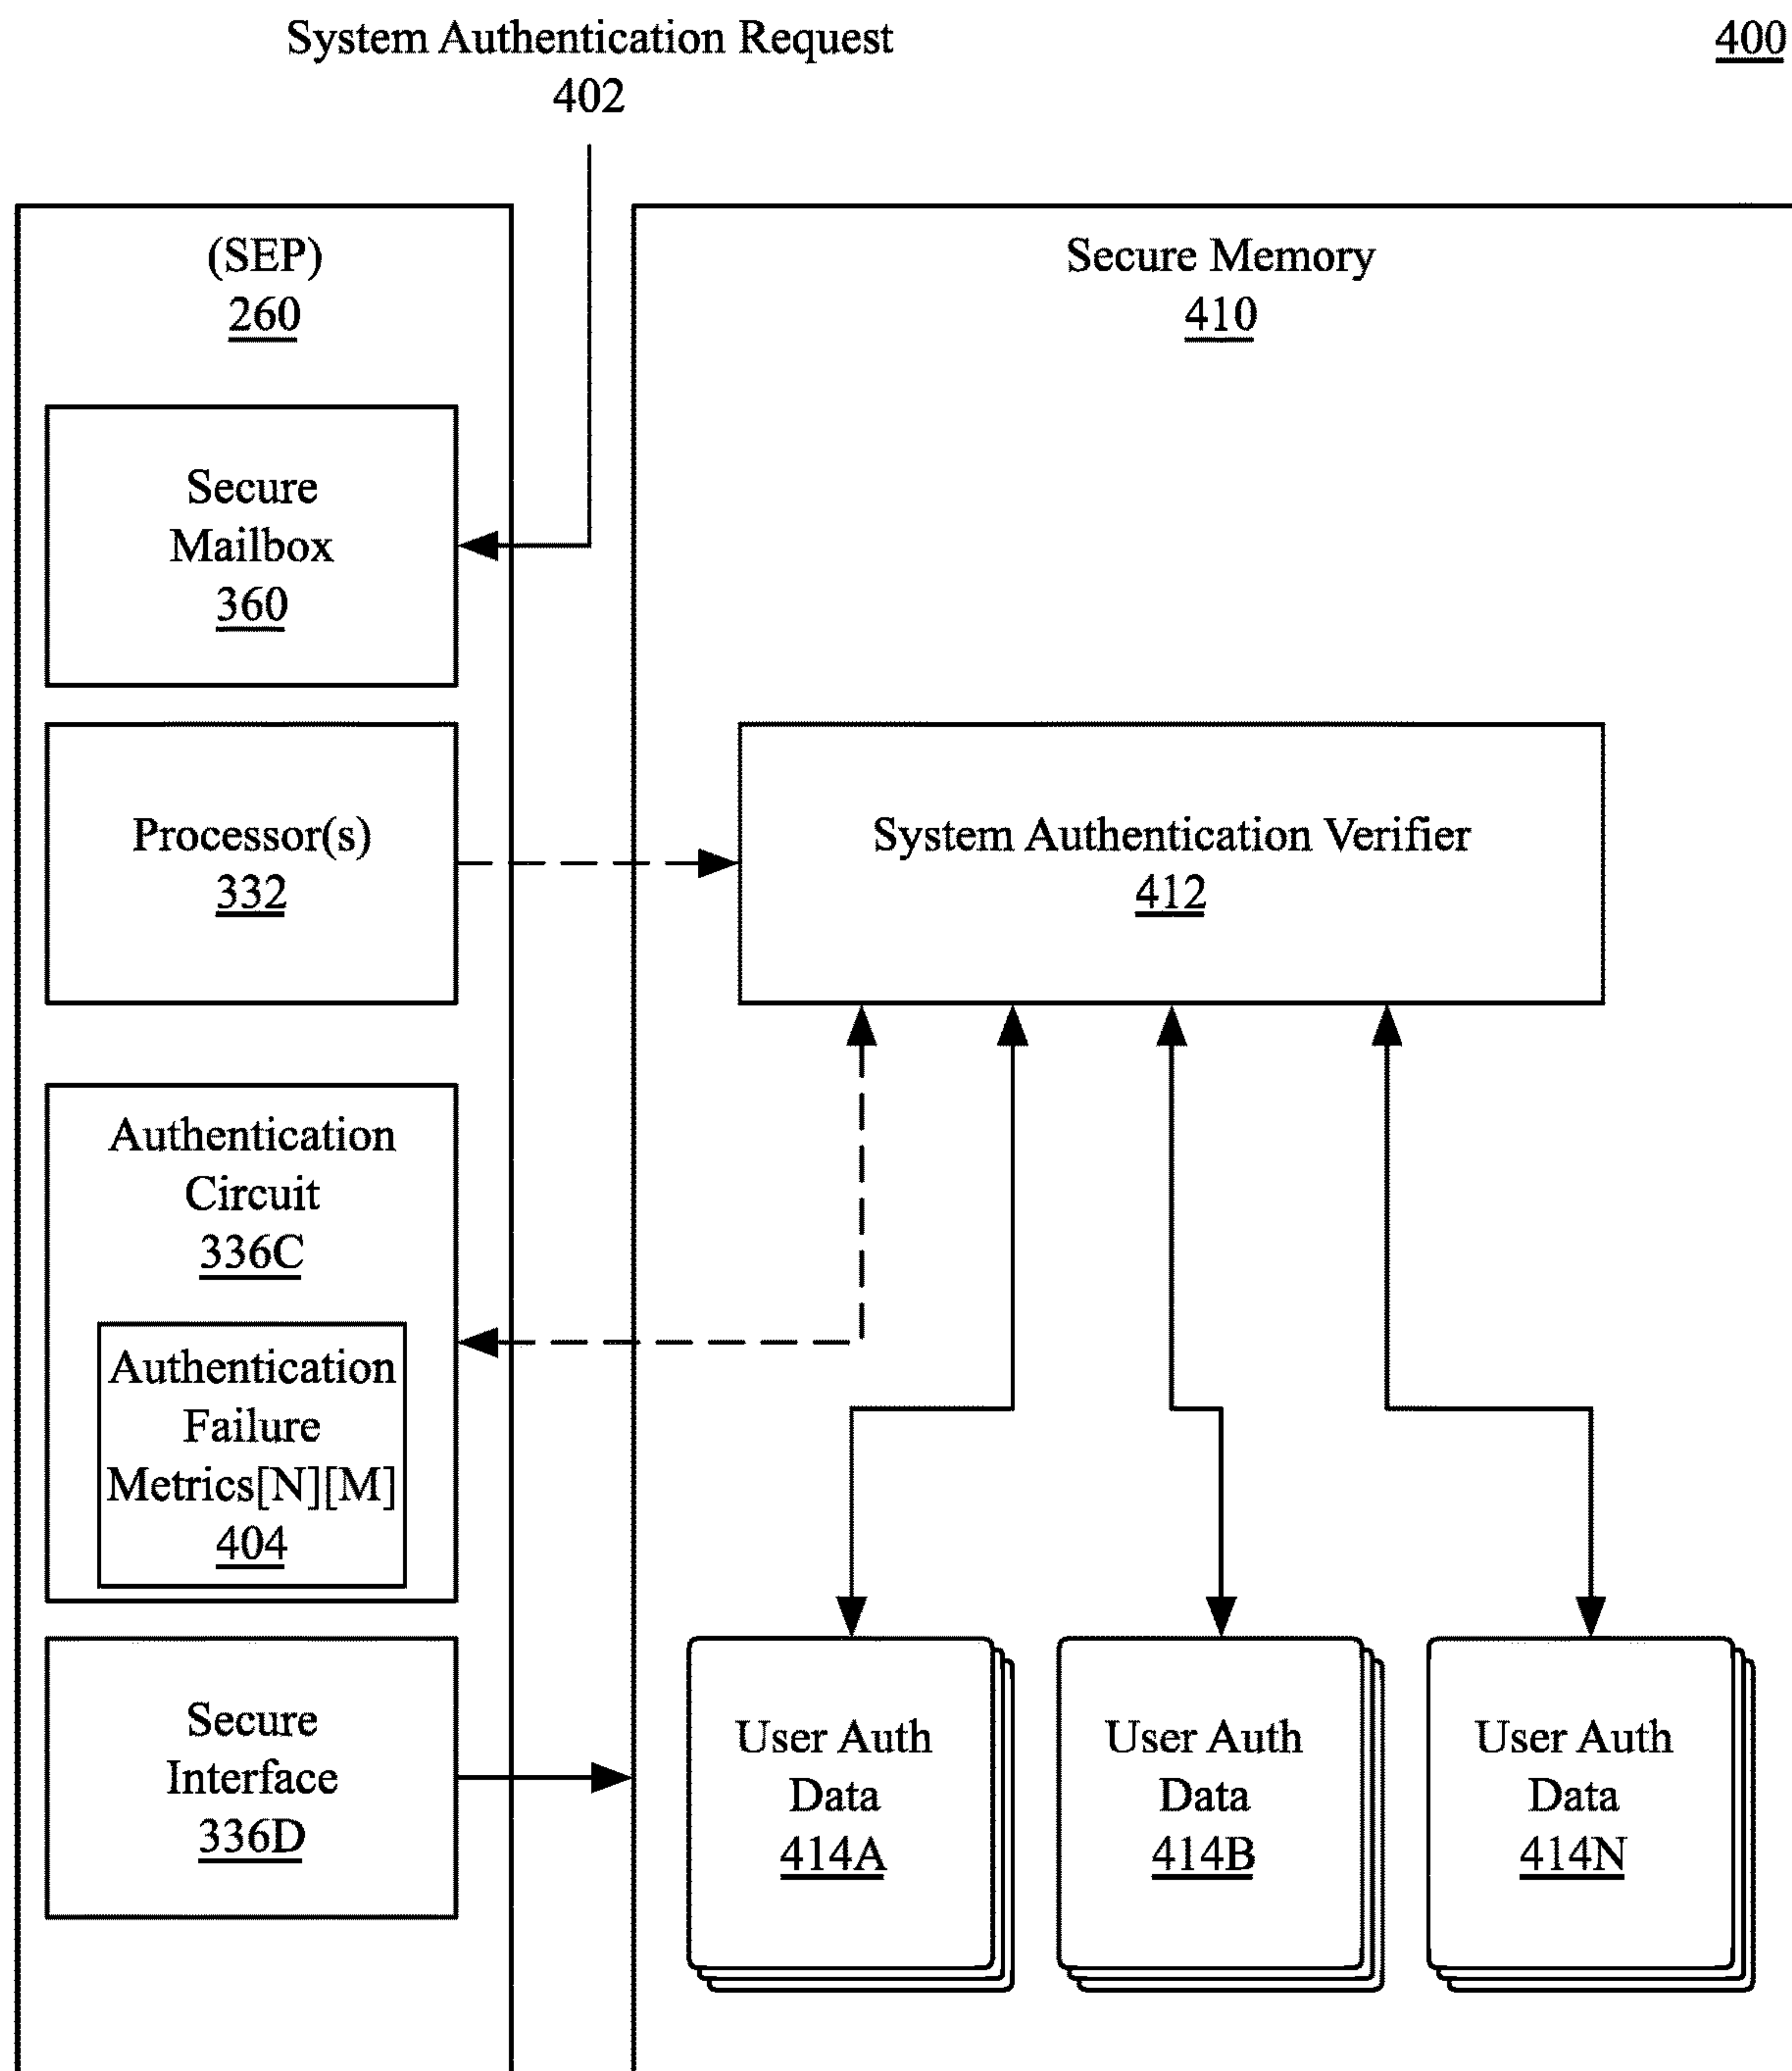 System Authentication Request
402
400
(SEP)
260
Secure
Mailbox
360
Processor(s)
332
Authentication
Circuit
336C
Authentication
Failure
Metrics[N][M]
404
Secure
Interface
336D
Secure Memory
410
System Authentication Verifier
412
User Auth
Data
414A
User Auth
Data
414B
User Auth
Data
414N